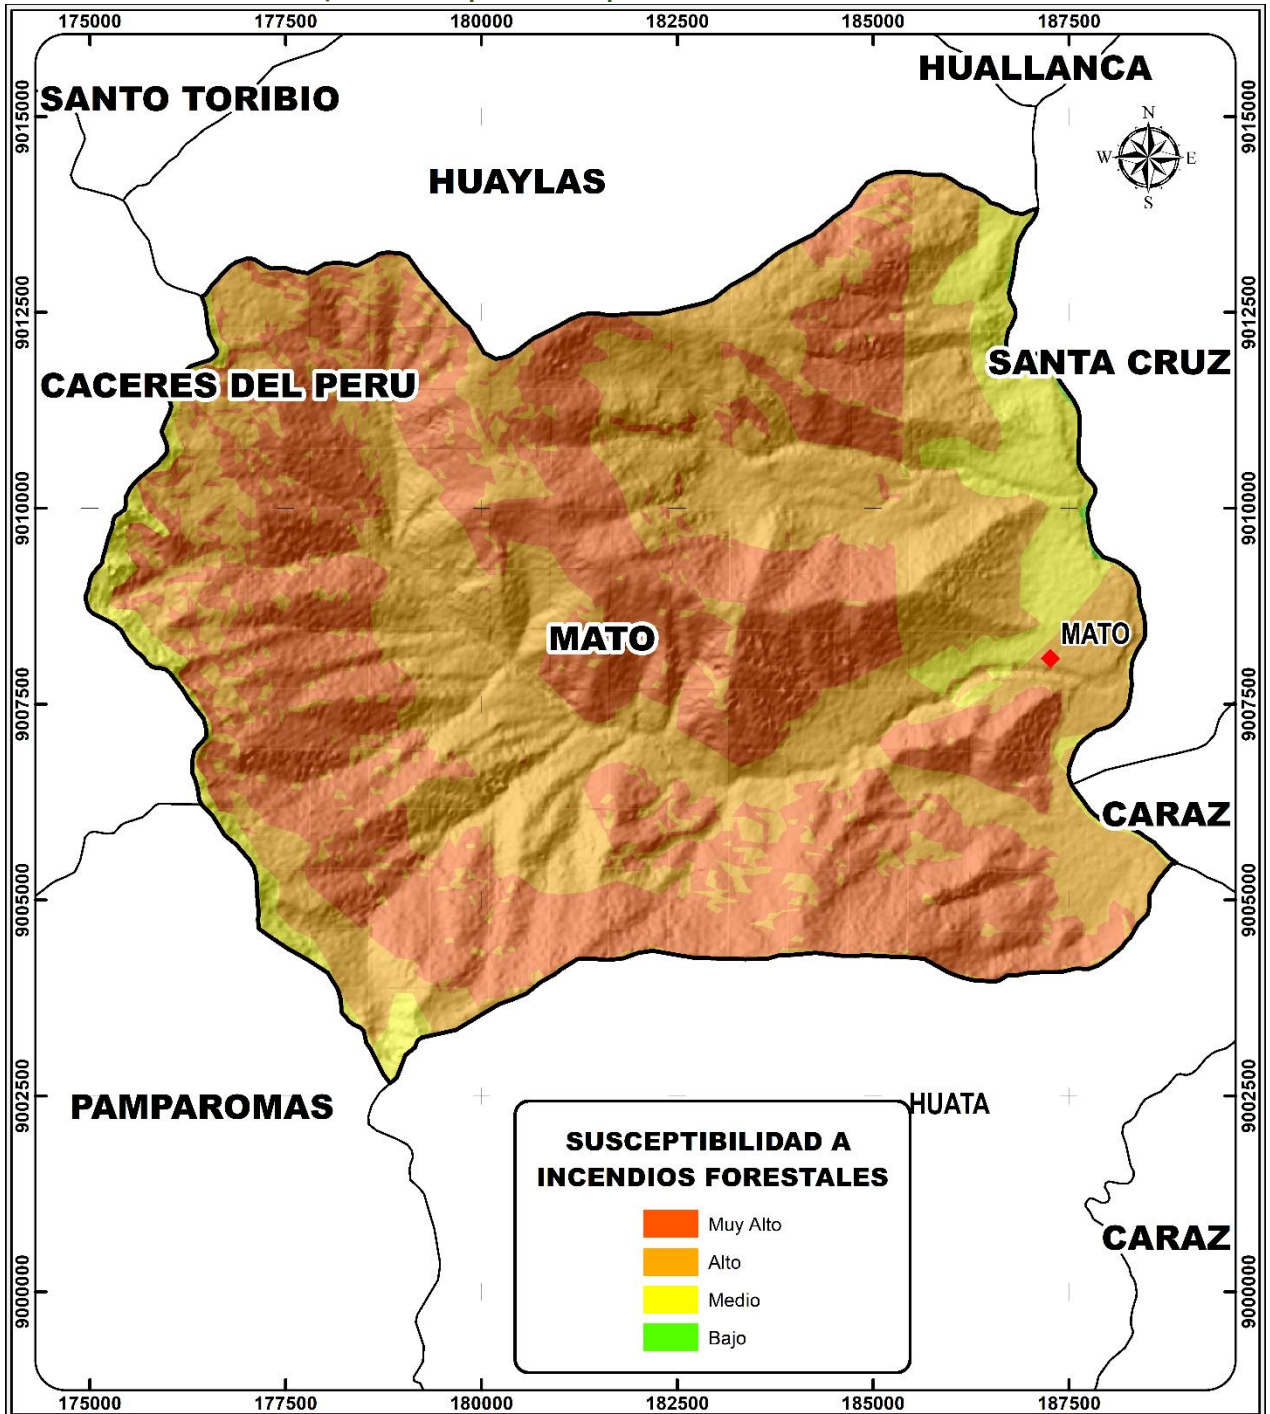 175000 177500 180000 182500 185000 187500
HUALLANCA
SANTO TORIBIO
9015000
9015000
N
W E
S
HUAYLAS
9012500
9012500
SANTA CRUZ
CACERES DEL PERU
9010000
9010000
MATO
MATO
9007500
9007500
CARAZ
9005000
9005000
PAMPAROMAS
HUATA
9002500
9002500
SUSCEPTIBILIDAD A
INCENDIOS FORESTALES
Muy Alto
Alto
Medio
Bajo
CARAZ
9000000
9000000
175000 177500 180000 182500 185000 187500